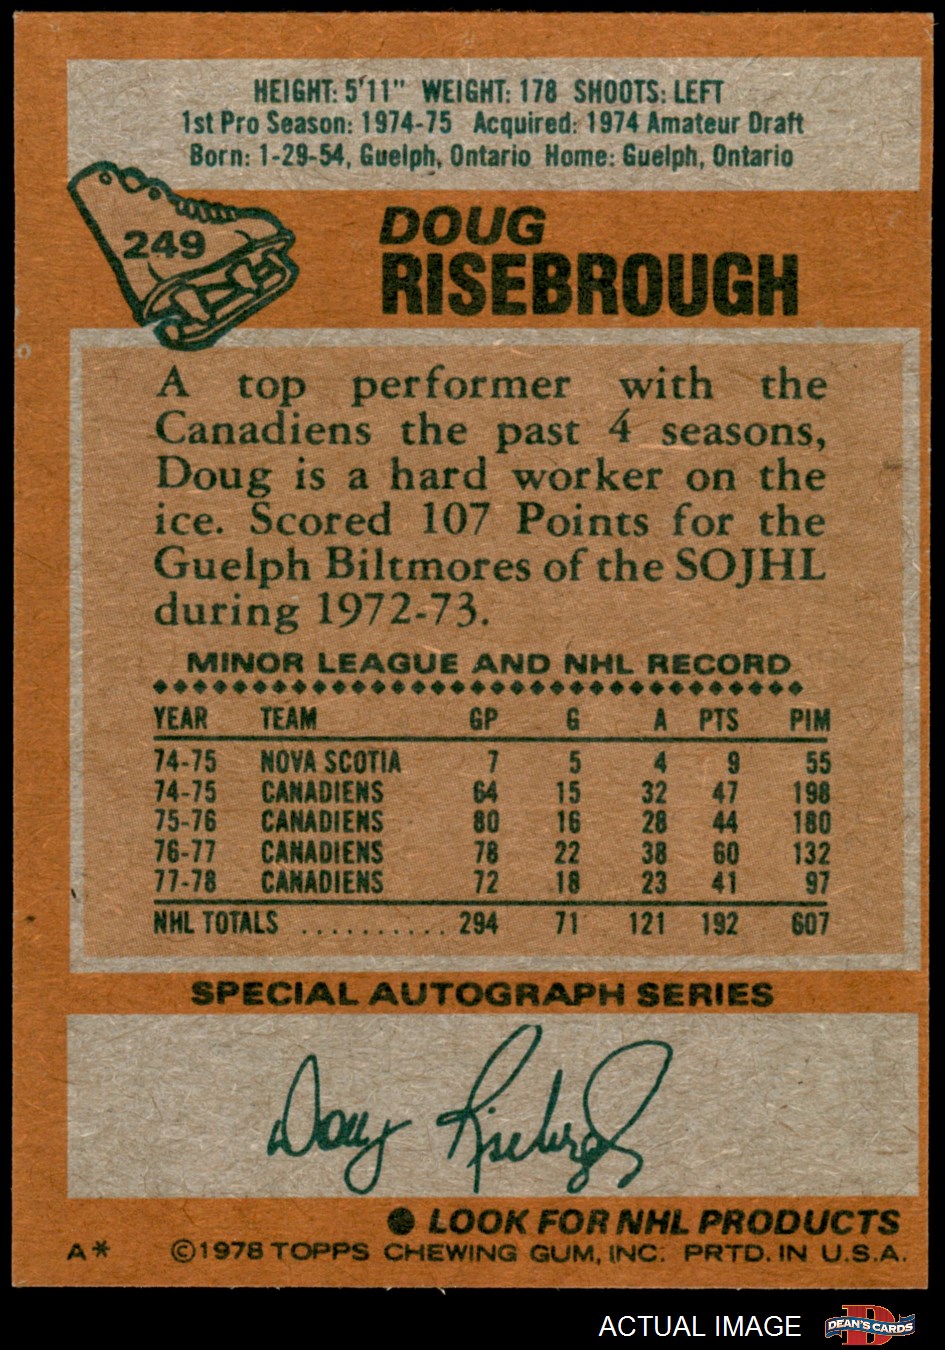 HEIGHT: 5'11" WEIGHT: 178 SHOOTS: LEFT
1st Pro Season: 1974-75 Acquired: 1974 Amateur Draft
Born: 1-29-54, Guelph, Ontario Home: Guelph, Ontario
249
DOUG
RISEBROUGH
A top performer with the
Canadiens the past 4 seasons,
Doug is a hard worker on the
ice. Scored 107 Points for the
Guelph Biltmores of the SOJHL
during 1972-73.
MINOR LEAGUE AND NHL RECORD
YEAR TEAM GP G A PTS PIM
74-75 NOVA SCOTIA 7 5 4 9 55
74-75 CANADIENS 64 15 32 47 198
75-76 CANADIENS 80 16 28 44 180
76-77 CANADIENS 78 22 38 60 132
77-78 CANADIENS 72 18 23 41 97
NHL TOTALS . . . . . . . . . . . 294 71 121 192 607
SPECIAL AUTOGRAPH SERIES
Doug Risebrough
● LOOK FOR NHL PRODUCTS
A* ©1978 TOPPS CHEWING GUM, INC. PRTD. IN U.S.A.
ACTUAL IMAGE DEAN'S CARDS